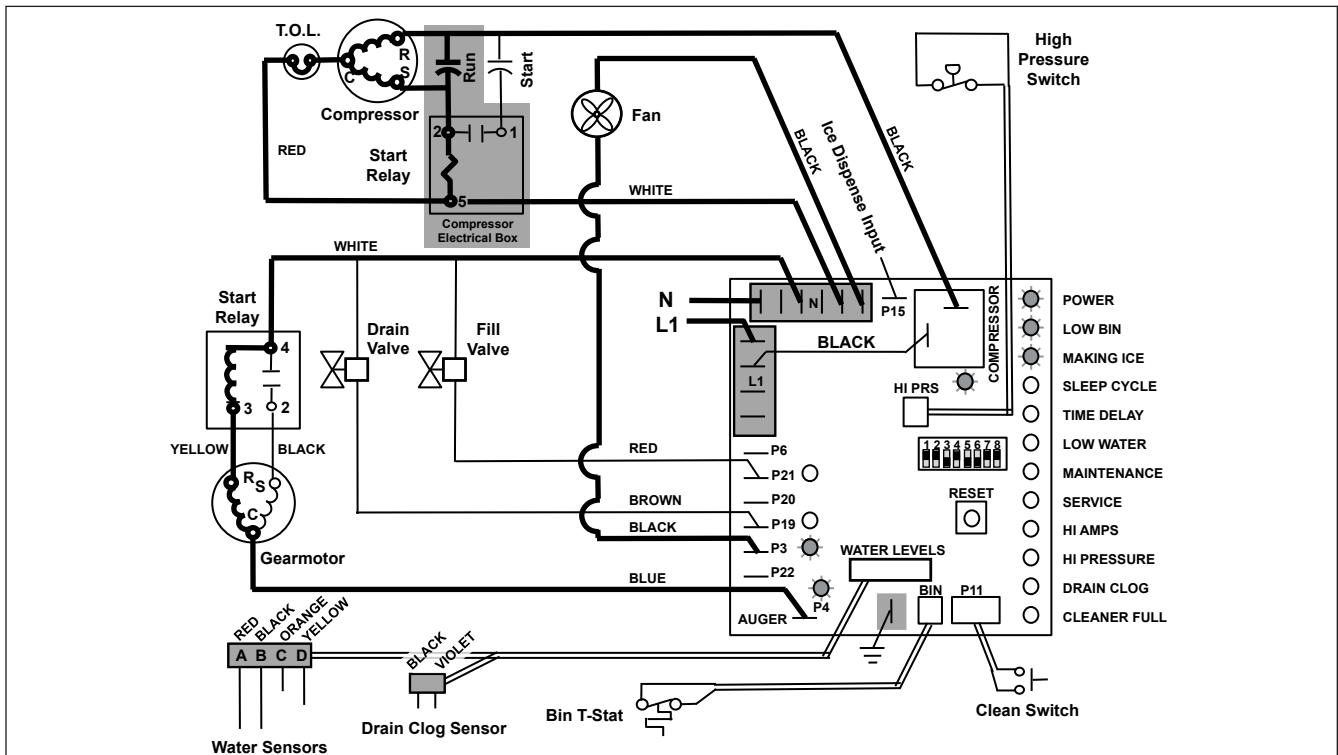 T.O.L.
C
R
S
Compressor
Run
Start
2
1
Start
Relay
5
Compressor
Electrical Box
RED
Fan
BLACK
Ice Dispense Input
BLACK
High
Pressure
Switch
WHITE
WHITE
Start
Relay
4
3
2
YELLOW
BLACK
R
S
C
Gearmotor
Drain
Valve
Fill
Valve
N
L1
N
P15
BLACK
L1
COMPRESSOR
HI PRS
POWER
LOW BIN
MAKING ICE
SLEEP CYCLE
TIME DELAY
LOW WATER
MAINTENANCE
SERVICE
HI AMPS
HI PRESSURE
DRAIN CLOG
CLEANER FULL
1 2 3 4 5 6 7 8
RESET
RED
P6
P21
BROWN
P20
P19
BLACK
P3
P22
BLUE
P4
AUGER
WATER LEVELS
BIN
P11
RED
BLACK
ORANGE
YELLOW
A B C D
Water Sensors
BLACK
VIOLET
Drain Clog Sensor
Bin T-Stat
Clean Switch